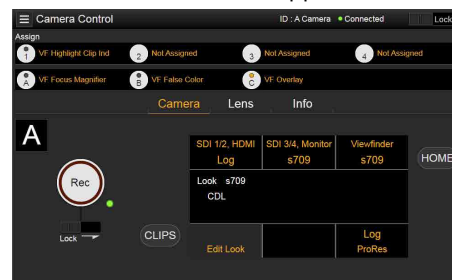 Camera Control
ID : A Camera
Connected
Lock
Assign
1 VF Highlight Clip Ind
2 Not Assigned
3 Not Assigned
4 Not Assigned
A VF Focus Magnifier
B VF False Color
C VF Overlay
Camera Lens Info
A
SDI 1/2, HDMI SDI 3/4, Monitor Viewfinder
Log s709 s709
HOME
Rec
Look s709
CDL
Lock
CLIPS
Edit Look
Log
ProRes